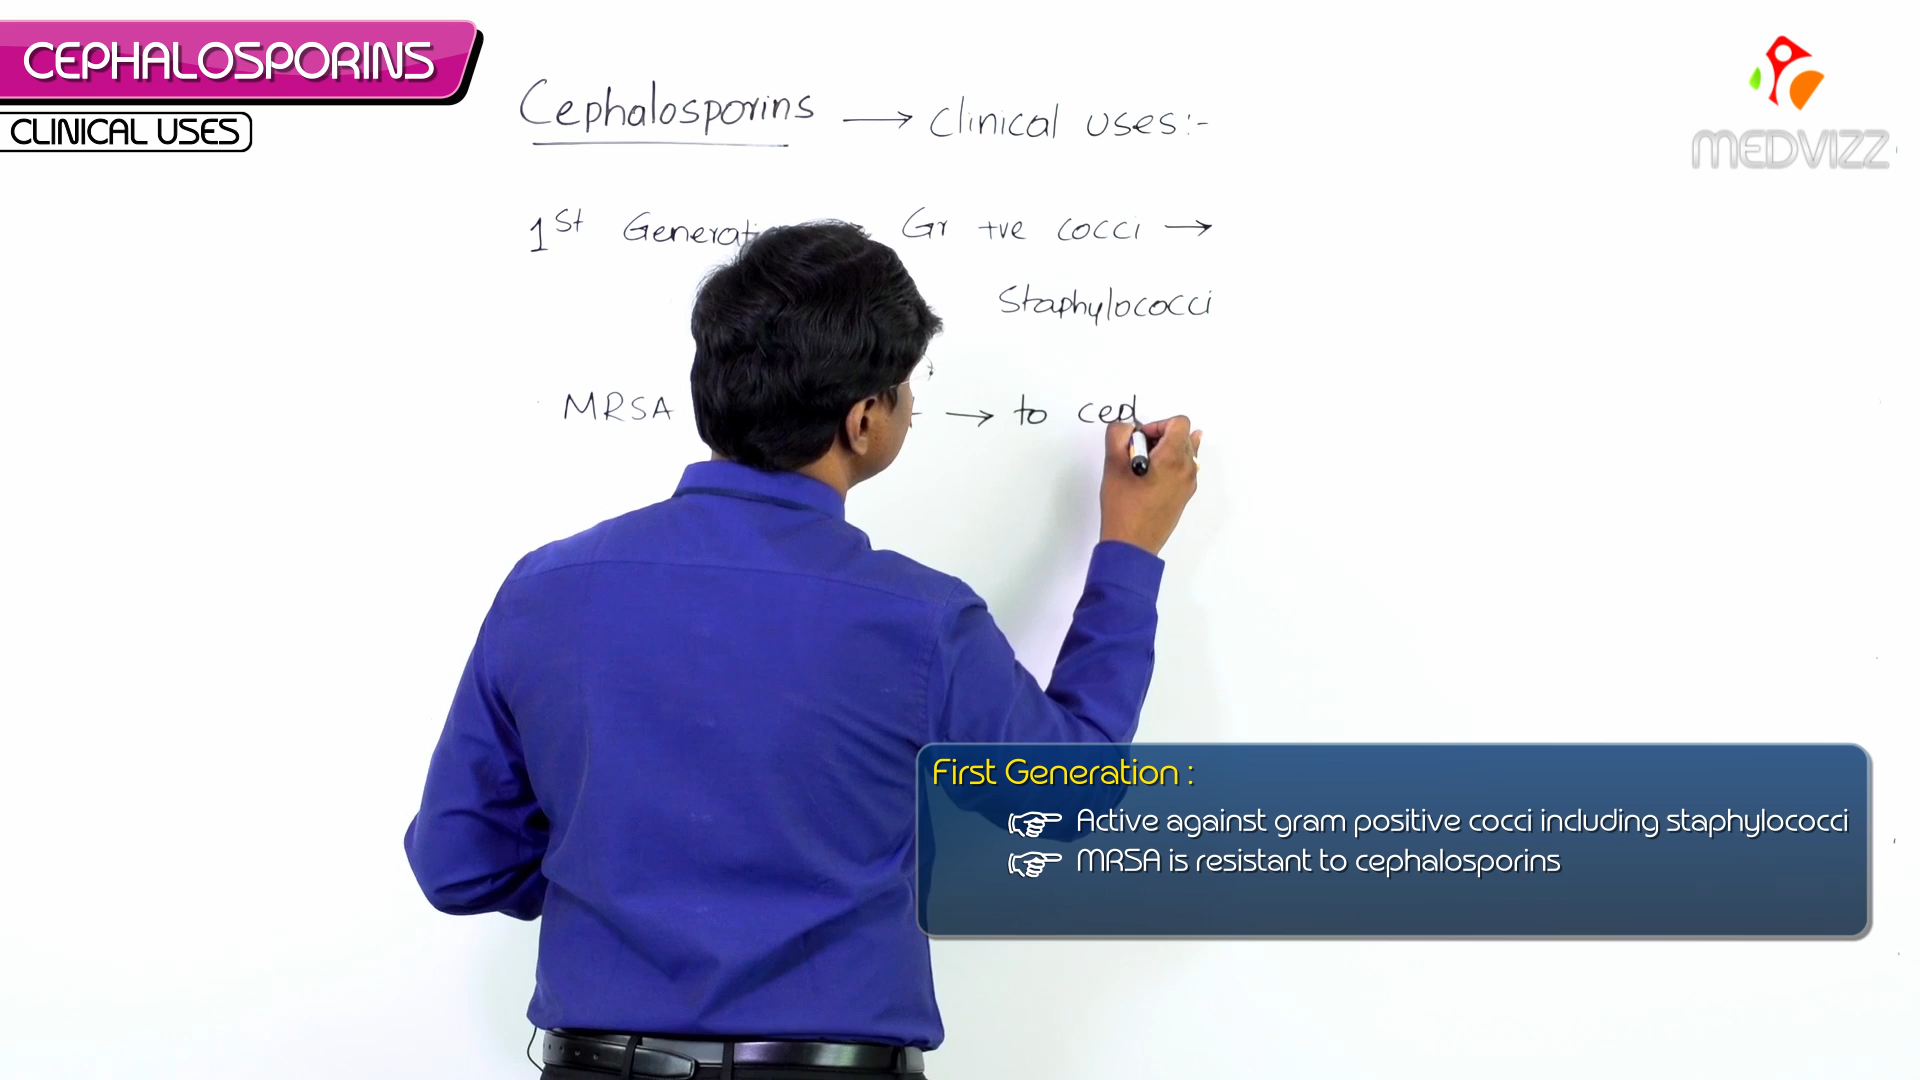 CEPHALOSPORINS
CLINICAL USES
MEDVIZZ
Cephalosporins → Clinical uses:-
1st Generati Gr +ve cocci →
Staphylococci
MRSA → to cep
First Generation :
Active against gram positive cocci including staphylococci
MRSA is resistant to cephalosporins